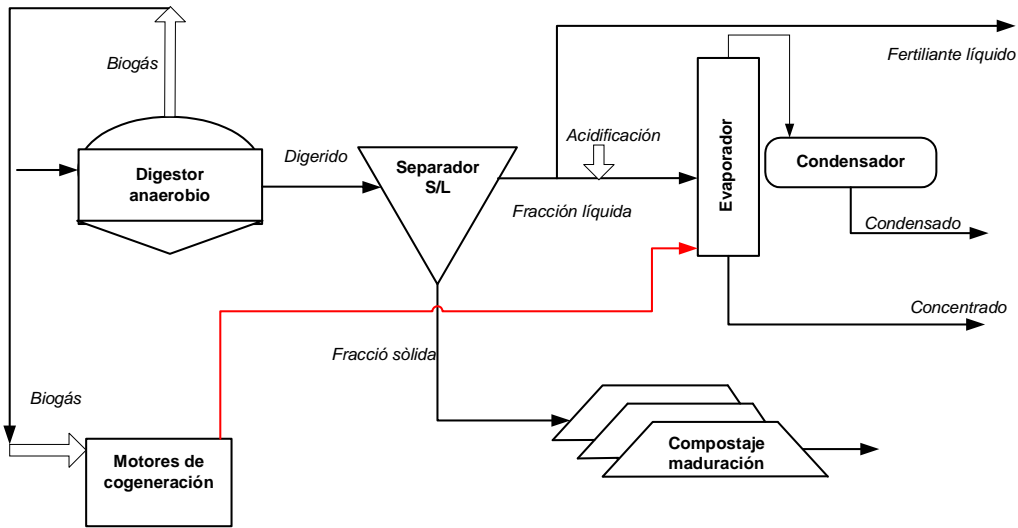 Biogás
Fertiliante líquido
Acidificación
Digerido
Separador
S/L
Evaporador
Condensador
Digestor
anaerobio
Fracción líquida
Condensado
Concentrado
Fracció sòlida
Biogás
Motores de
cogeneración
Compostaje
maduración